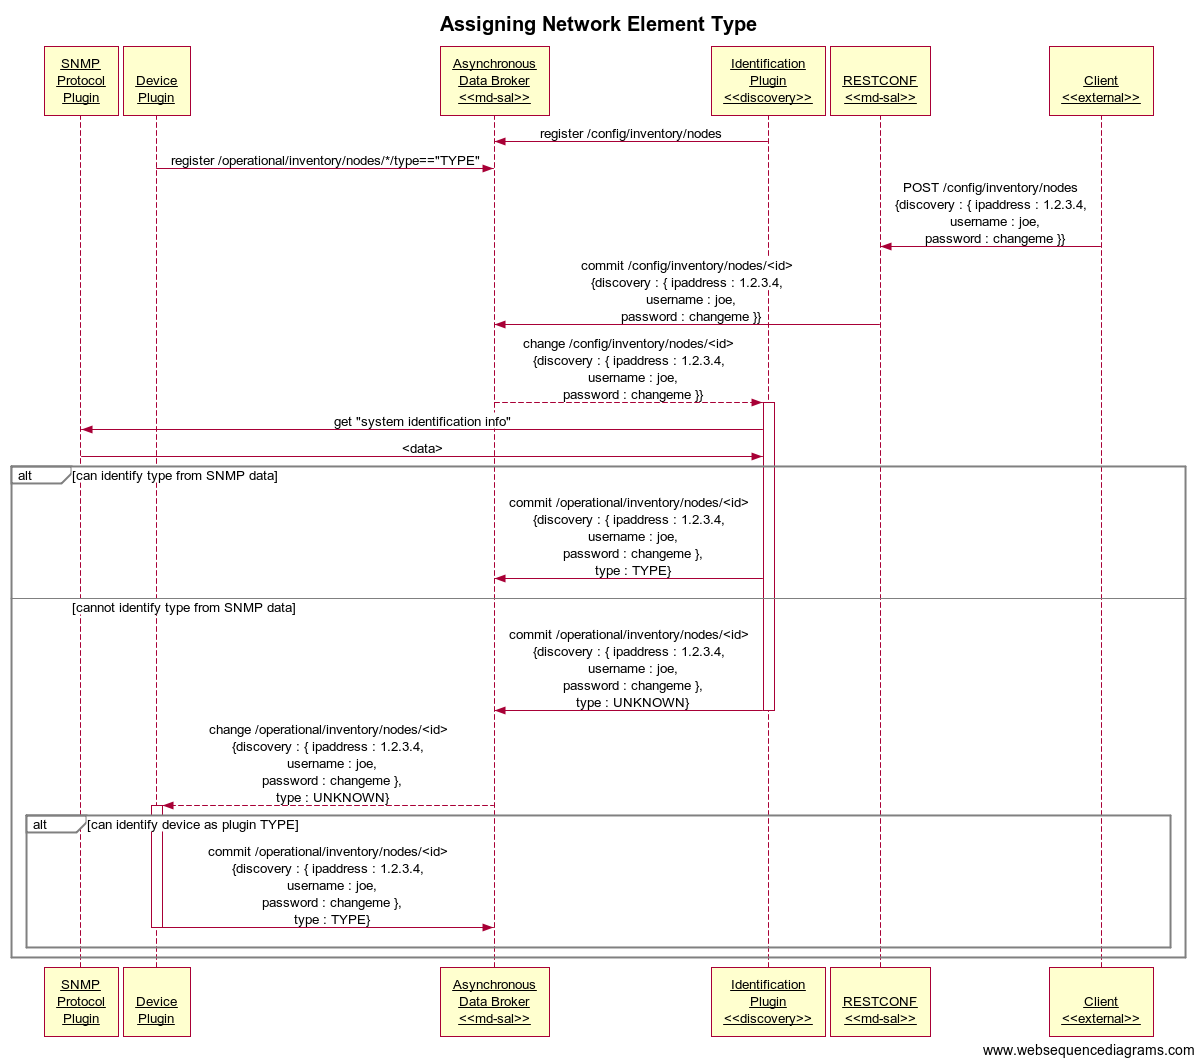 Assigning Network Element Type
SNMP
Protocol
Plugin
Device
Plugin
Asynchronous
Data Broker
<<md-sal>>
Identification
Plugin
<<discovery>>
RESTCONF
<<md-sal>>
Client
<<external>>
register /config/inventory/nodes
register /operational/inventory/nodes/*/type=="TYPE"
POST /config/inventory/nodes
{discovery : { ipaddress : 1.2.3.4,
username : joe,
password : changeme }}
commit /config/inventory/nodes/<id>
{discovery : { ipaddress : 1.2.3.4,
username : joe,
password : changeme }}
change /config/inventory/nodes/<id>
{discovery : { ipaddress : 1.2.3.4,
username : joe,
password : changeme }}
get "system identification info"
<data>
alt [can identify type from SNMP data]
commit /operational/inventory/nodes/<id>
{discovery : { ipaddress : 1.2.3.4,
username : joe,
password : changeme },
type : TYPE}
[cannot identify type from SNMP data]
commit /operational/inventory/nodes/<id>
{discovery : { ipaddress : 1.2.3.4,
username : joe,
password : changeme },
type : UNKNOWN}
change /operational/inventory/nodes/<id>
{discovery : { ipaddress : 1.2.3.4,
username : joe,
password : changeme },
type : UNKNOWN}
alt [can identify device as plugin TYPE]
commit /operational/inventory/nodes/<id>
{discovery : { ipaddress : 1.2.3.4,
username : joe,
password : changeme },
type : TYPE}
SNMP
Protocol
Plugin
Device
Plugin
Asynchronous
Data Broker
<<md-sal>>
Identification
Plugin
<<discovery>>
RESTCONF
<<md-sal>>
Client
<<external>>
www.websequencediagrams.com